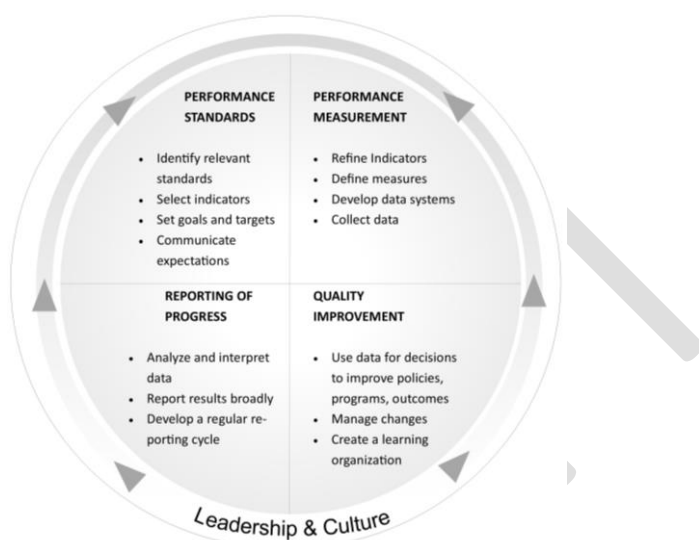 PERFORMANCE
STANDARDS
• Identify relevant
standards
• Select indicators
• Set goals and targets
• Communicate
expectations
PERFORMANCE
MEASUREMENT
• Refine Indicators
• Define measures
• Develop data systems
• Collect data
REPORTING OF
PROGRESS
• Analyze and interpret
data
• Report results broadly
• Develop a regular re-
porting cycle
QUALITY
IMPROVEMENT
• Use data for decisions
to improve policies,
programs, outcomes
• Manage changes
• Create a learning
organization
Leadership & Culture